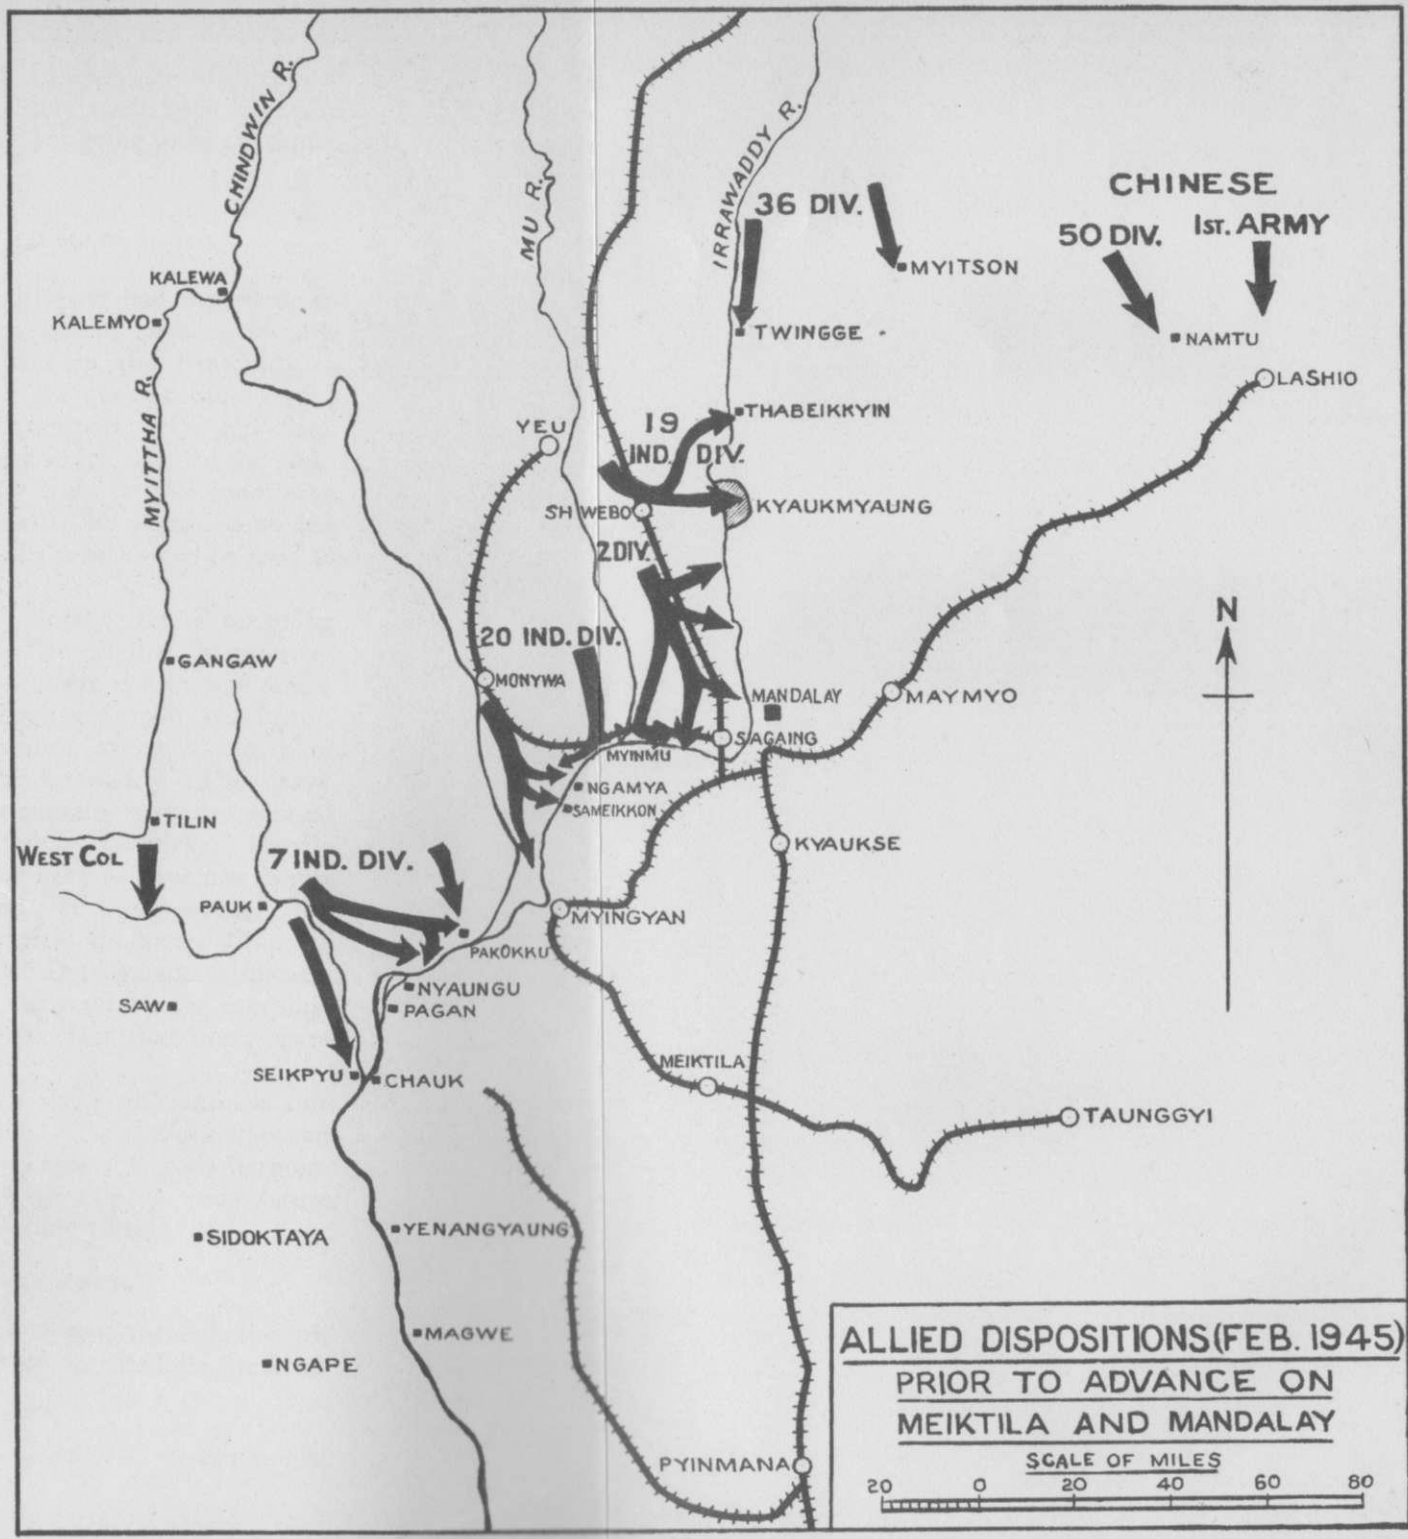 CHINDWIN R.
MU R.
IRRAWADDY R.
36 DIV.
CHINESE
50 DIV.
1ST. ARMY
MYITSON
KALEWA
KALEMYO
TWINGGE
NAMTU
LASHIO
MYITTHA R.
THABEIKKYIN
YEU
19
IND. DIV.
SHWEBO
KYAUKMYAUNG
2 DIV.
N
20 IND. DIV.
GANGAW
MONYWA
MANDALAY
MAYMYO
SAGAING
MYINMU
NGAMYA
SAMEIKKON
TILIN
WEST COL
7 IND. DIV.
KYAUKSE
PAUK
MYINGYAN
PAKOKKU
NYAUNGU
SAW
PAGAN
MEIKTILA
SEIKPYU
CHAUK
TAUNGGYI
YENANGYAUNG
SIDOKTAYA
MAGWE
NGAPE
PYINMANA
ALLIED DISPOSITIONS (FEB. 1945)
PRIOR TO ADVANCE ON
MEIKTILA AND MANDALAY
SCALE OF MILES
20 0 20 40 60 80